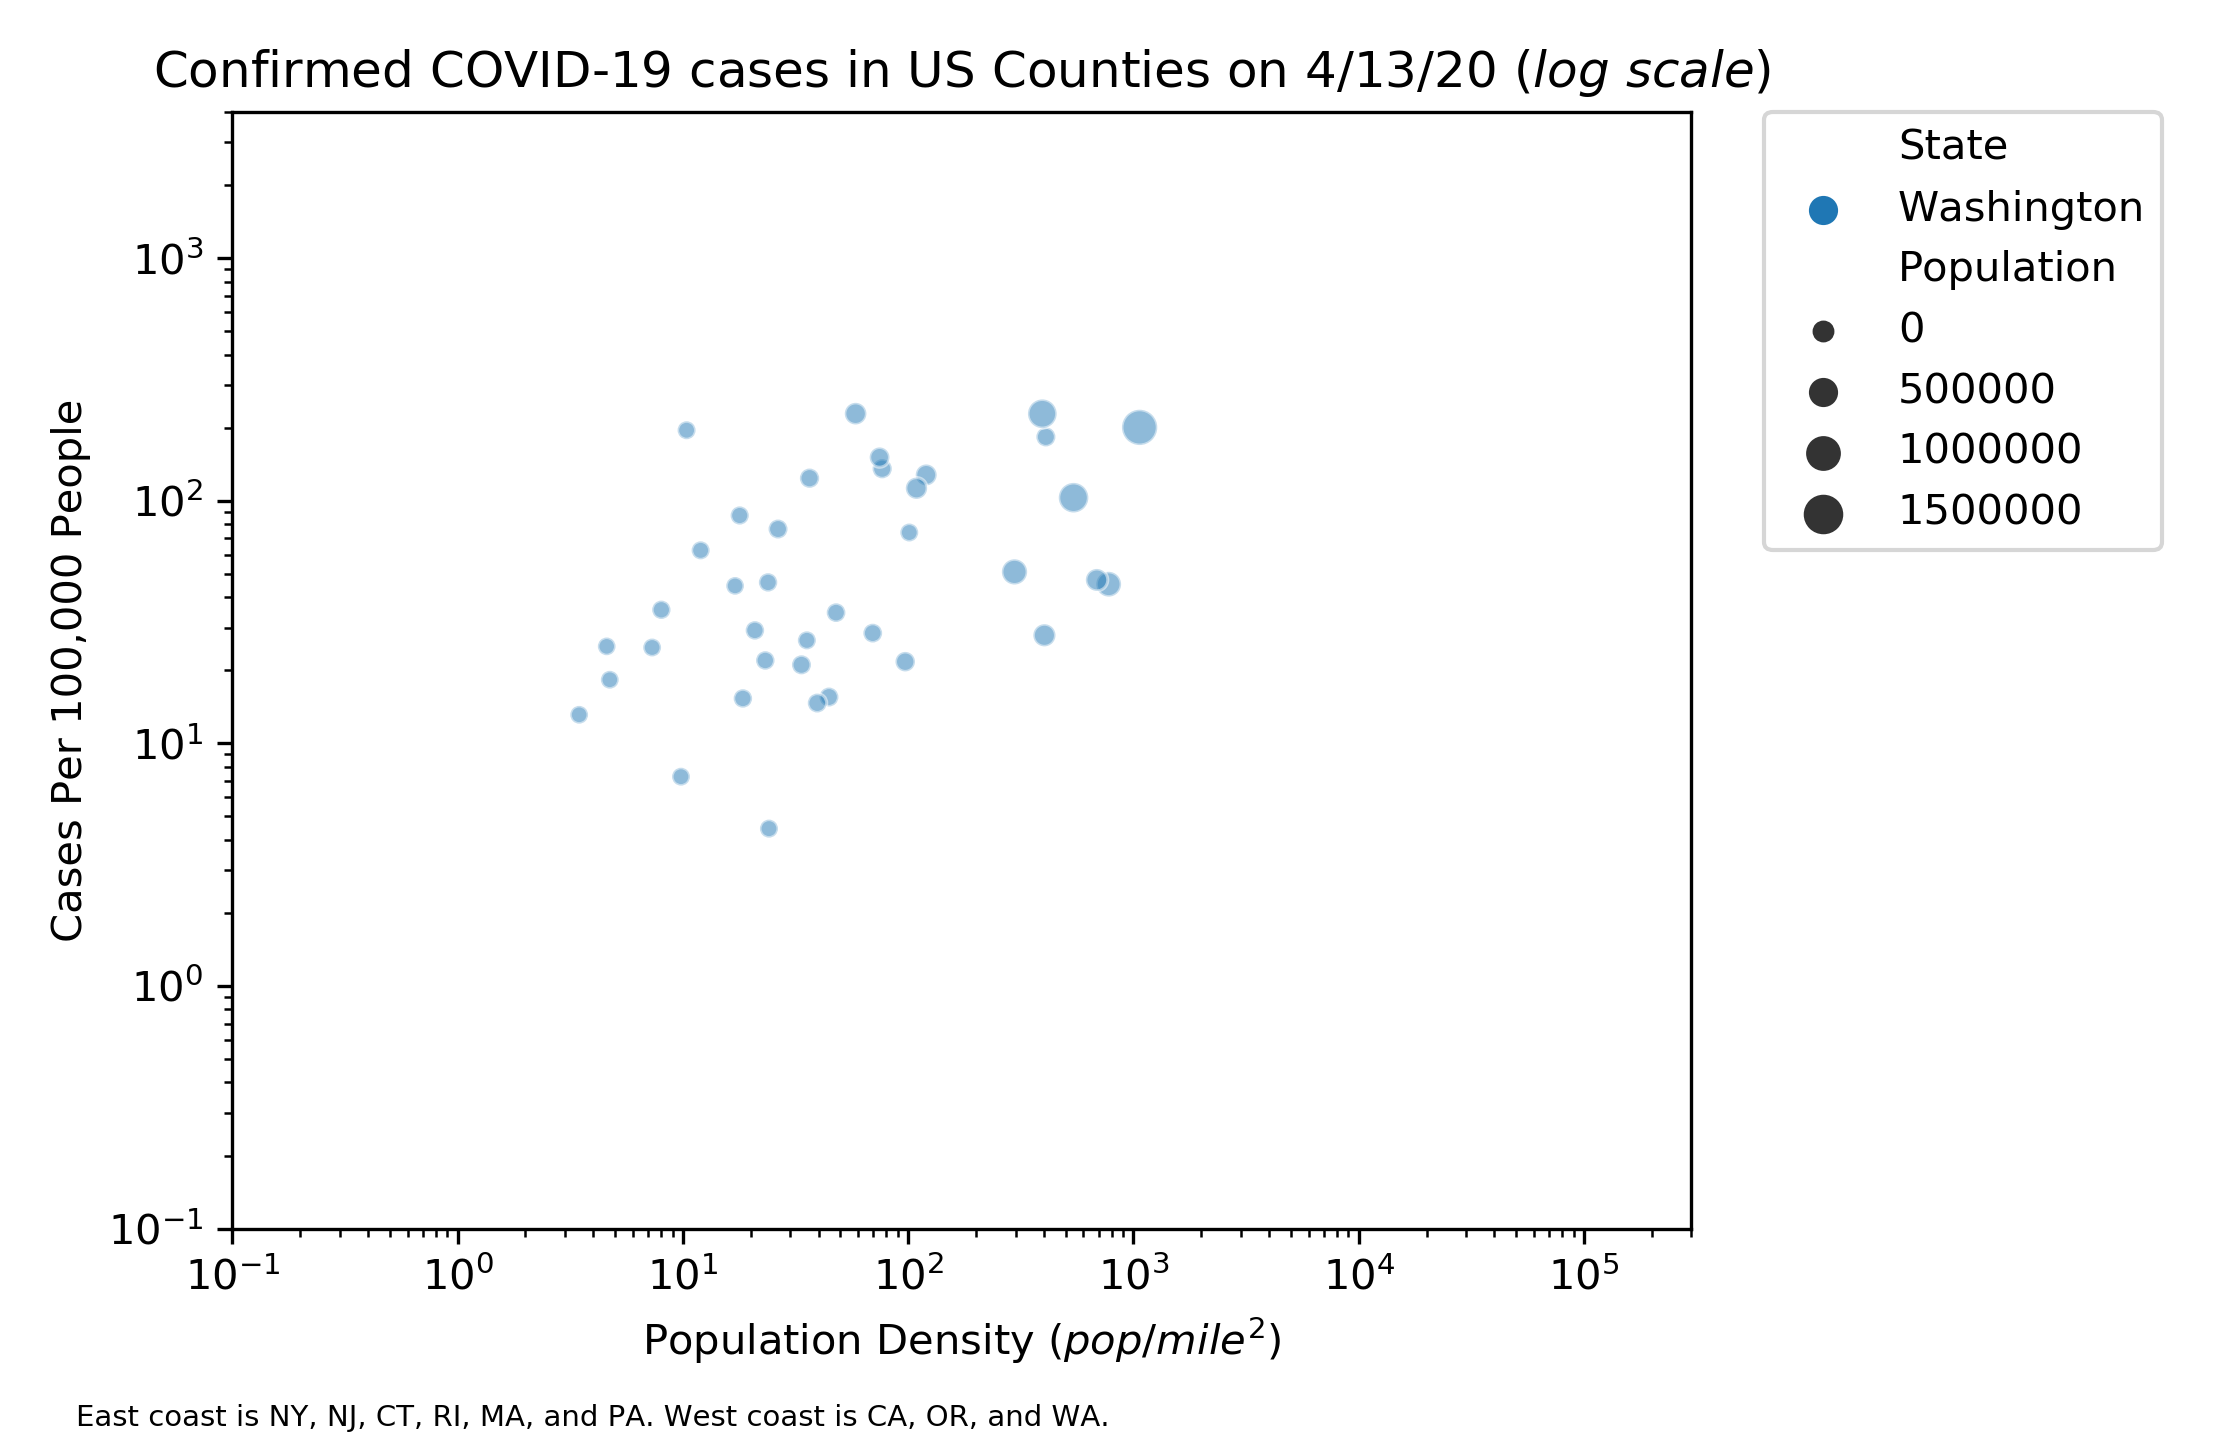 Confirmed COVID-19 cases in US Counties on 4/13/20 (log scale)
State
Washington
Population
0
500000
1000000
1500000
Cases Per 100,000 People
10³
10²
10¹
10⁰
10⁻¹
10⁻¹ 10⁰ 10¹ 10² 10³ 10⁴ 10⁵
Population Density (pop/mile²)
East coast is NY, NJ, CT, RI, MA, and PA. West coast is CA, OR, and WA.